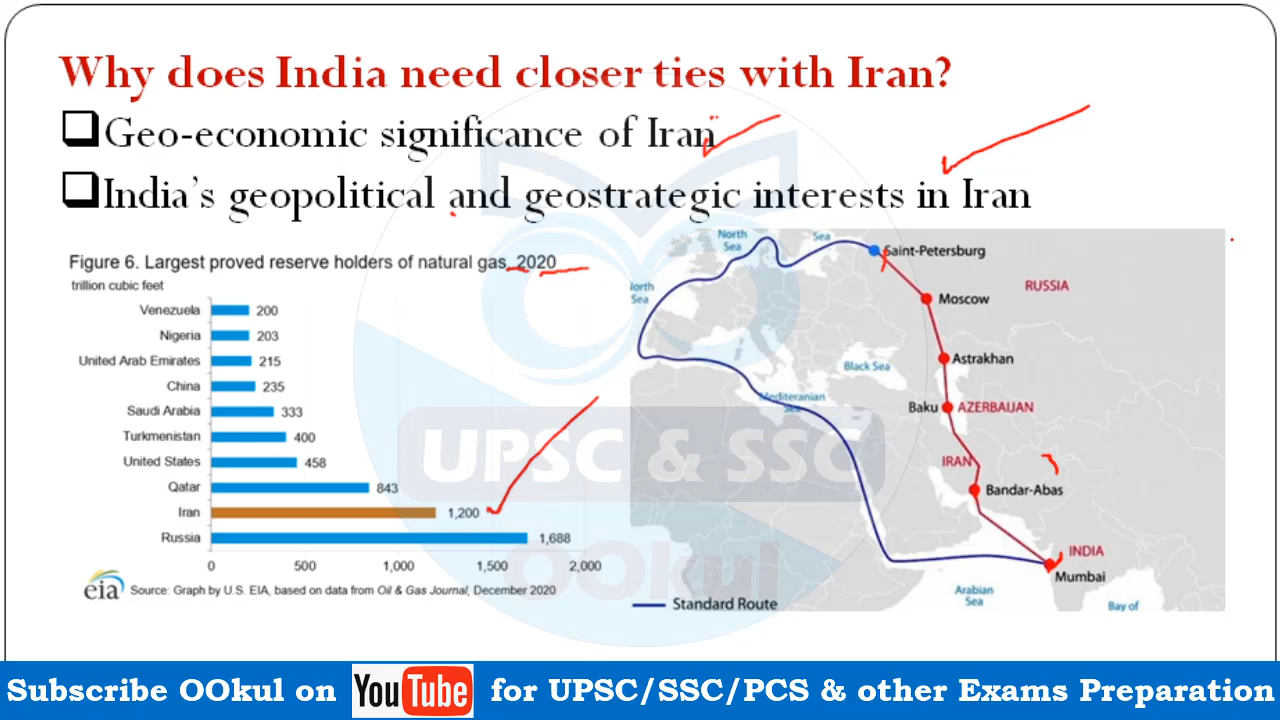 Why does India need closer ties with Iran?
Geo-economic significance of Iran
India's geopolitical and geostrategic interests in Iran
Figure 6. Largest proved reserve holders of natural gas, 2020
trillion cubic feet
Venezuela 200
Nigeria 203
United Arab Emirates 215
China 235
Saudi Arabia 333
Turkmenistan 400
United States 458
Qatar 843
Iran 1,200
Russia 1,688
0 500 1,000 1,500 2,000
eia Source: Graph by U.S. EIA, based on data from Oil & Gas Journal, December 2020
North
Sea
Sea
Saint-Petersburg
North
Sea
RUSSIA
Moscow
Astrakhan
Black Sea
Mediteranian
Sea
Baku AZERBAIJAN
IRAN
Bandar-Abas
INDIA
Mumbai
Arabian
Sea
Bay of
Standard Route
UPSC & SSC
OOkul
Subscribe OOkul on YouTube for UPSC/SSC/PCS & other Exams Preparation